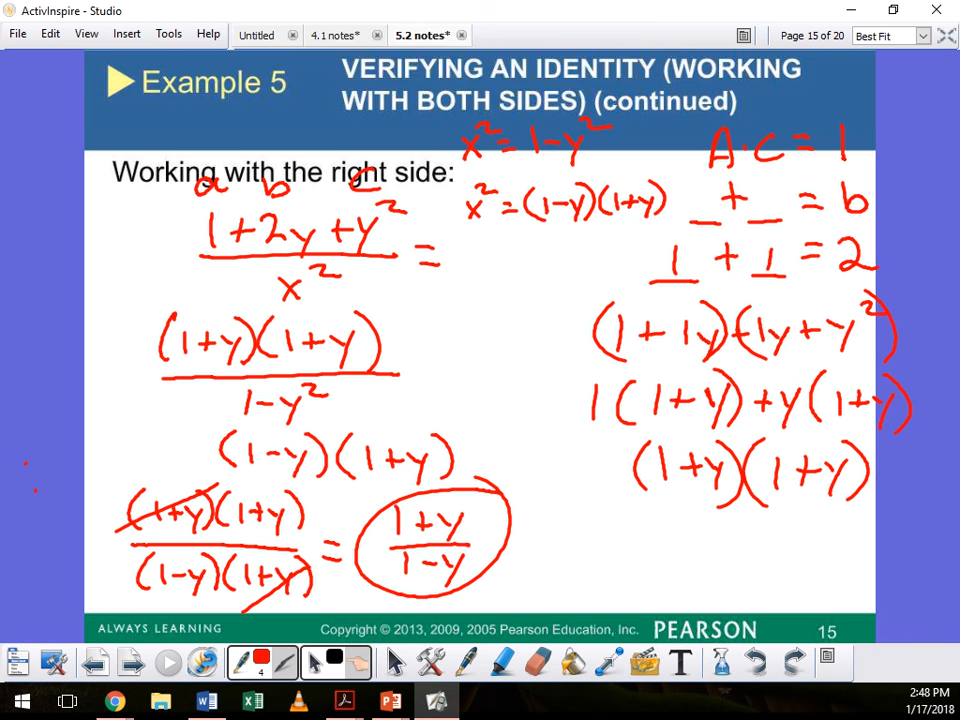 ActivInspire - Studio
File Edit View Insert Tools Help Untitled 4.1 notes* 5.2 notes* Page 15 of 20 Best Fit
Example 5
VERIFYING AN IDENTITY (WORKING
WITH BOTH SIDES) (continued)
Working with the right side:
x² = 1-y²
x² = (1-y)(1+y)
A·C = 1
_ + _ = b
1 + 1 = 2
a b c
1 + 2y + y² =
x²
(1+y)(1+y)
1-y²
(1-y)(1+y)
(1+y)(1+y)
(1-y)(1+y)
=
1+y
1-y
(1 + 1y)+(1y + y²)
1(1+y) + y(1+y)
(1+y)(1+y)
ALWAYS LEARNING Copyright © 2013, 2009, 2005 Pearson Education, Inc. PEARSON 15
4
T
2:48 PM
1/17/2018